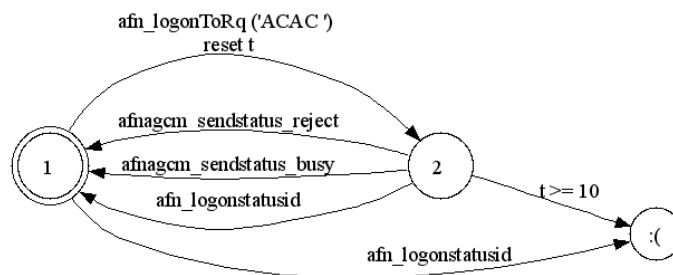 afn_logonToRq ('ACAC ')
reset t
afnagcm_sendstatus_reject
1
afnagcm_sendstatus_busy
2
afn_logonstatusid
t >= 10
:(
afn_logonstatusid